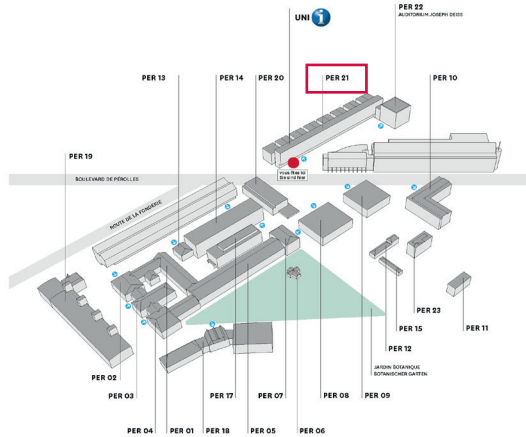 UNI i
PER 22
AUDITORIUM JOSEPH DEISS
PER 13
PER 14
PER 20
PER 21
PER 10
PER 19
vous êtes ici
Sie sind hier
BOULEVARD DE PÉROLLES
ROUTE DE LA FONDERIE
PER 23
PER 11
PER 15
PER 12
JARDIN BOTANIQUE
BOTANISCHER GARTEN
PER 02
PER 03
PER 17
PER 07
PER 08
PER 09
PER 04
PER 01
PER 18
PER 05
PER 06